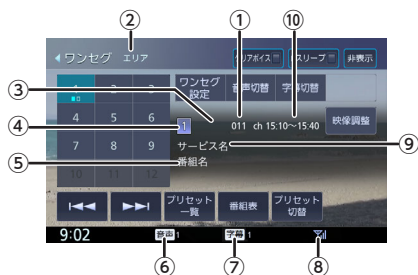 ② ① ⑩
ワンセグ エリア クリアボイス スリープ 非表示
③ 1 2 3 ワンセグ設定 音声切替 字幕切替
④ 4 5 6 1 011 ch 15:10～15:40 映像調整
7 8 9 サービス名 ⑨
⑤ 番組名
10 11 12
プリセット一覧 番組表 プリセット切替
9:02 音声 1 字幕 1
⑥ ⑦ ⑧